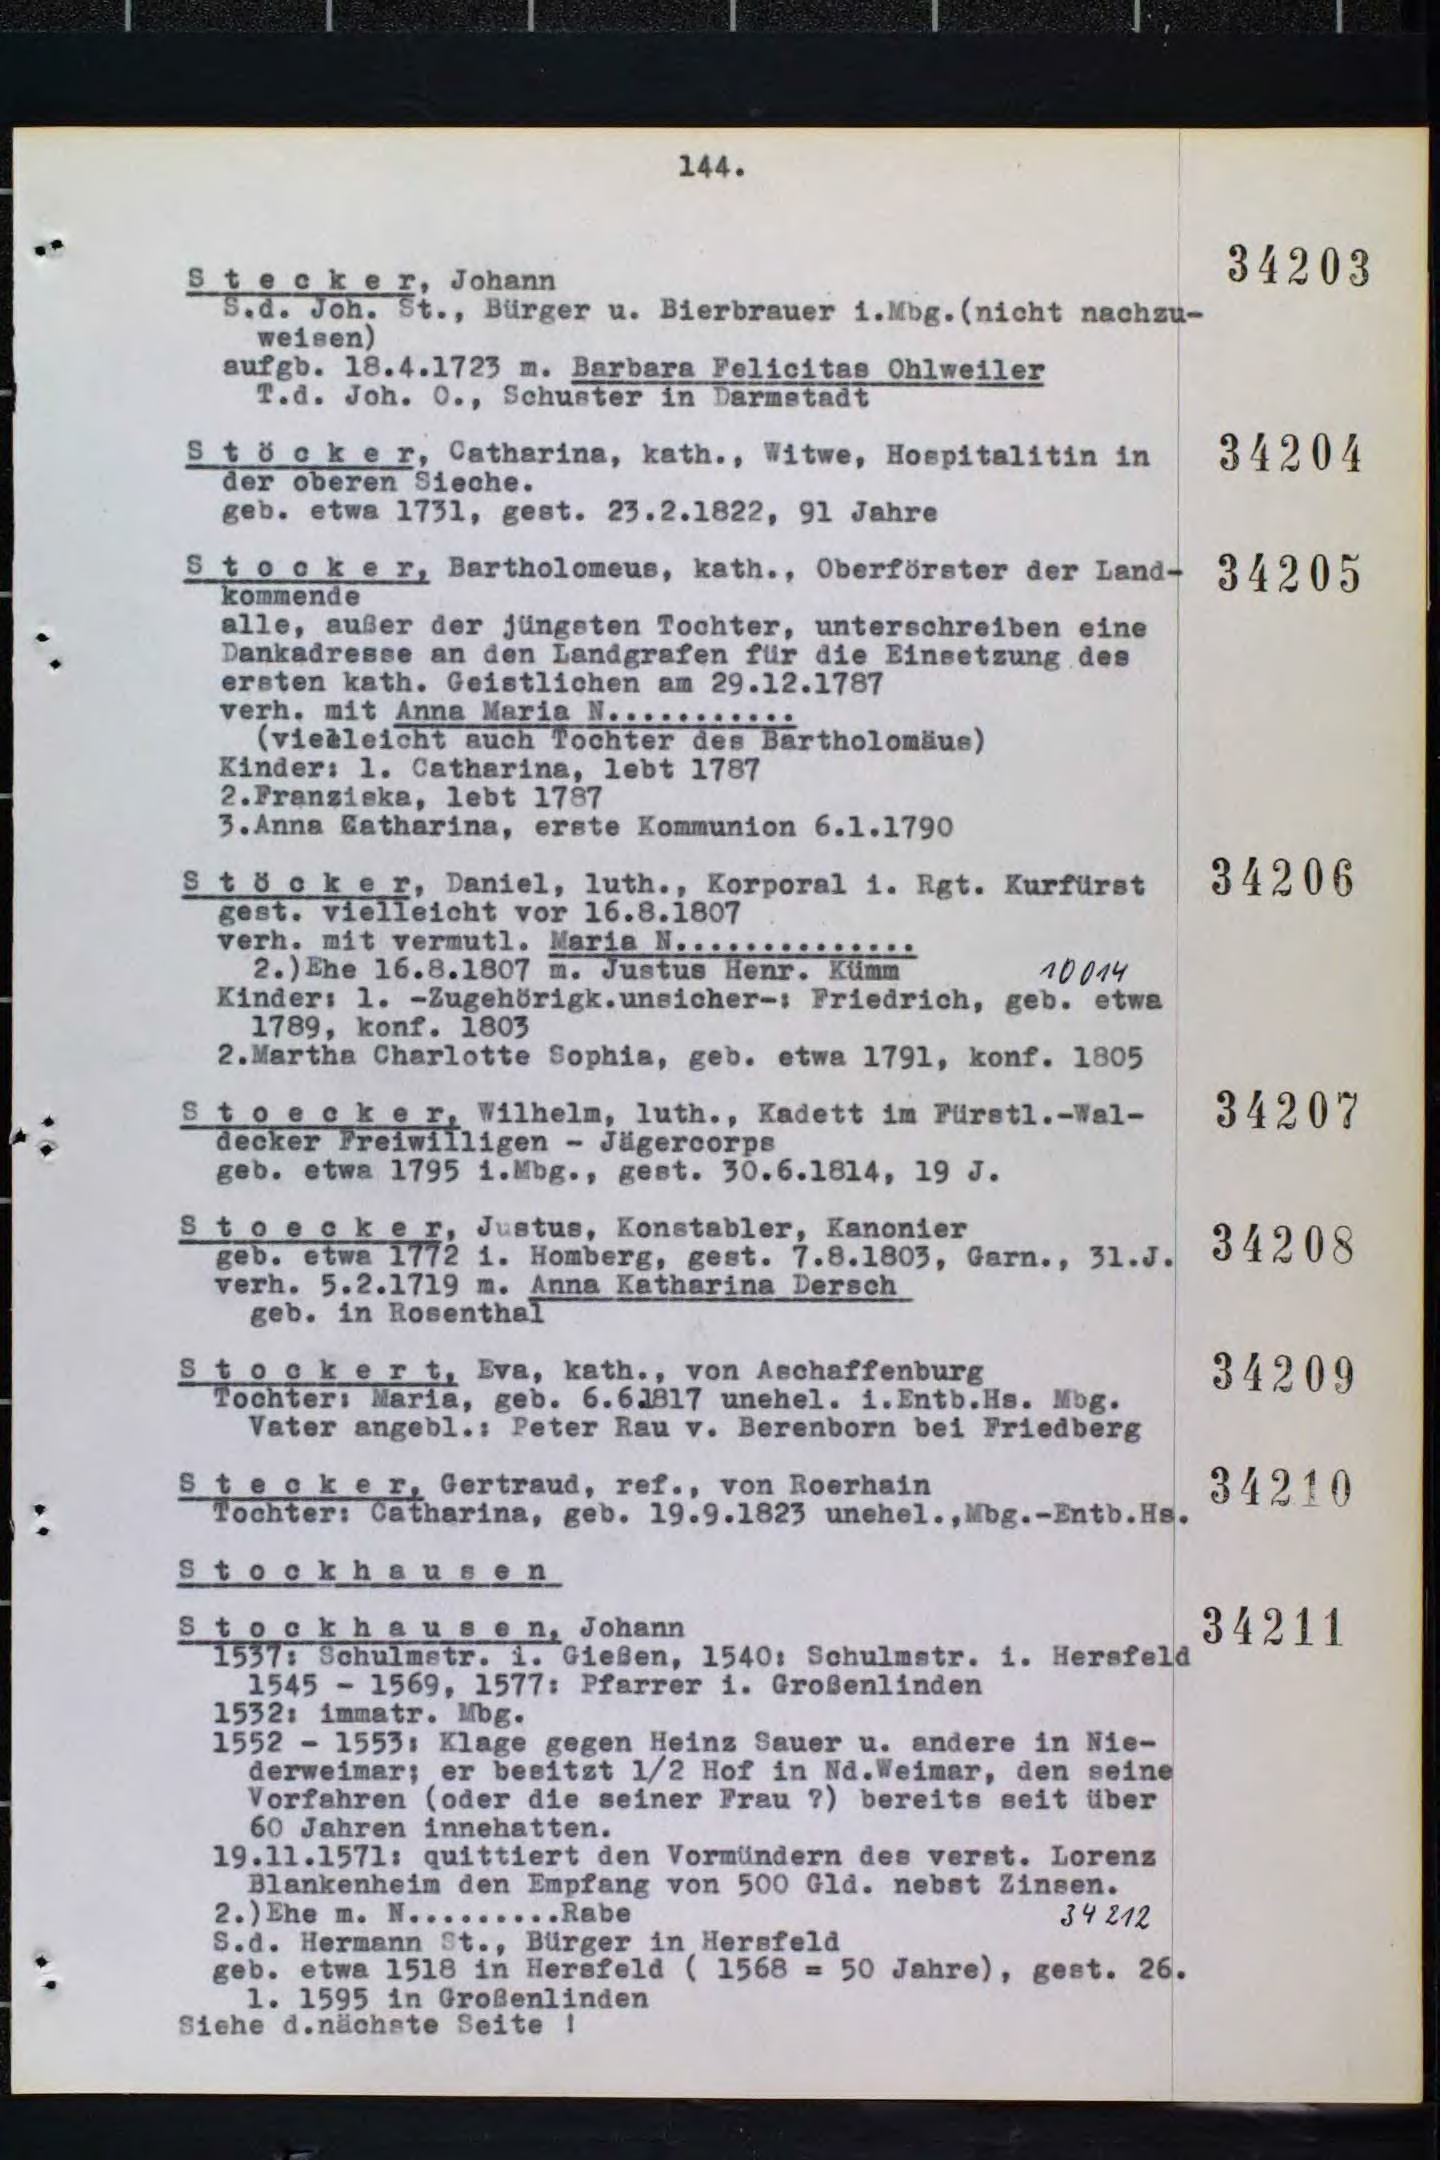 144.
S t e c k e r, Johann 34203
S.d. Joh. St., Bürger u. Bierbrauer i.Mbg.(nicht nachzu-
weisen)
aufgb. 18.4.1723 m. Barbara Felicitas Ohlweiler
T.d. Joh. O., Schuster in Darmstadt
S t ö c k e r, Catharina, kath., Witwe, Hospitalitin in 34204
der oberen Sieche.
geb. etwa 1731, gest. 23.2.1822, 91 Jahre
S t o c k e r, Bartholomeus, kath., Oberförster der Land- 34205
kommende
alle, außer der jüngsten Tochter, unterschreiben eine
Dankadresse an den Landgrafen für die Einsetzung des
ersten kath. Geistlichen am 29.12.1787
verh. mit Anna Maria N...........
(vielleicht auch Tochter des Bartholomäus)
Kinder: 1. Catharina, lebt 1787
2.Franziska, lebt 1787
3.Anna Catharina, erste Kommunion 6.1.1790
S t ö c k e r, Daniel, luth., Korporal i. Rgt. Kurfürst 34206
gest. vielleicht vor 16.8.1807
verh. mit vermutl. Maria N..............
2.)Ehe 16.8.1807 m. Justus Henr. Kümm 10014
Kinder: 1. -Zugehörigk.unsicher-: Friedrich, geb. etwa
1789, konf. 1803
2.Martha Charlotte Sophia, geb. etwa 1791, konf. 1805
S t o e c k e r, Wilhelm, luth., Kadett im Fürstl.-Wal- 34207
decker Freiwilligen - Jägercorps
geb. etwa 1795 i.Mbg., gest. 30.6.1814, 19 J.
S t o e c k e r, Justus, Konstabler, Kanonier 34208
geb. etwa 1772 i. Homberg, gest. 7.8.1803, Garn., 31.J.
verh. 5.2.1719 m. Anna Katharina Dersch
geb. in Rosenthal
S t o c k e r t, Eva, kath., von Aschaffenburg 34209
Tochter: Maria, geb. 6.6.1817 unehel. i.Entb.Hs. Mbg.
Vater angebl.: Peter Rau v. Berenborn bei Friedberg
S t e c k e r, Gertraud, ref., von Roerhain 34210
Tochter: Catharina, geb. 19.9.1823 unehel.,Mbg.-Entb.Hs.
S t o c k h a u s e n
S t o c k h a u s e n, Johann 34211
1537: Schulmstr. i. Gießen, 1540: Schulmstr. i. Hersfeld
1545 - 1569, 1577: Pfarrer i. Großenlinden
1532: immatr. Mbg.
1552 - 1553: Klage gegen Heinz Sauer u. andere in Nie-
derweimar; er besitzt 1/2 Hof in Nd.Weimar, den seine
Vorfahren (oder die seiner Frau ?) bereits seit über
60 Jahren innehatten.
19.11.1571: quittiert den Vormündern des verst. Lorenz
Blankenheim den Empfang von 500 Gld. nebst Zinsen.
2.)Ehe m. N.........Rabe 34212
S.d. Hermann St., Bürger in Hersfeld
geb. etwa 1518 in Hersfeld ( 1568 = 50 Jahre), gest. 26.
1. 1595 in Großenlinden
Siehe d.nächste Seite !